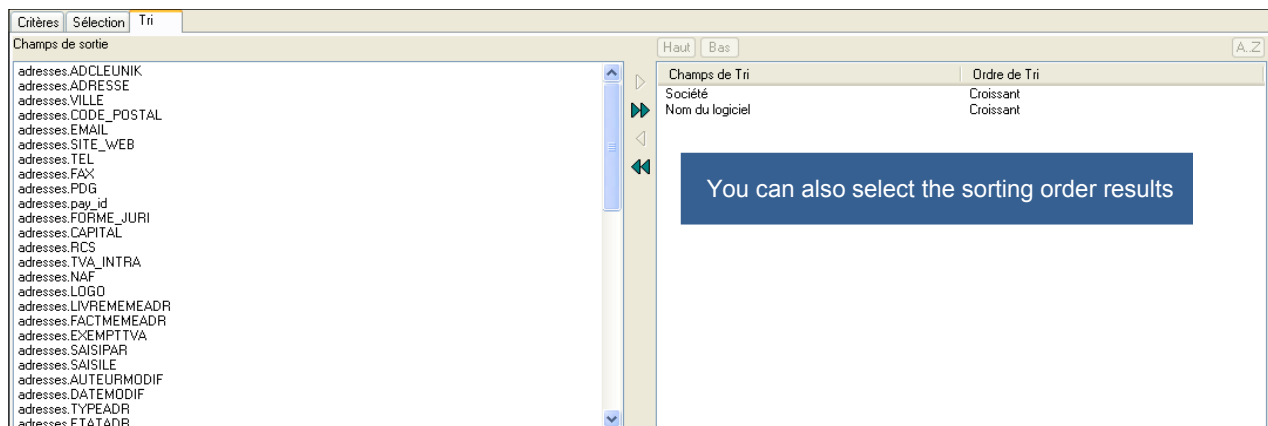 Critères Sélection Tri
Champs de sortie
Haut Bas A..Z
adresses.ADCLEUNIK
adresses.ADRESSE
adresses.VILLE
adresses.CODE_POSTAL
adresses.EMAIL
adresses.SITE_WEB
adresses.TEL
adresses.FAX
adresses.PDG
adresses.pay_id
adresses.FORME_JURI
adresses.CAPITAL
adresses.RCS
adresses.TVA_INTRA
adresses.NAF
adresses.LOGO
adresses.LIVREMEMEADR
adresses.FACTMEMEADR
adresses.EXEMPTTVA
adresses.SAISIPAR
adresses.SAISILE
adresses.AUTEURMODIF
adresses.DATEMODIF
adresses.TYPEADR
adresses.ETATADR
Champs de Tri Ordre de Tri
Société Croissant
Nom du logiciel Croissant
You can also select the sorting order results